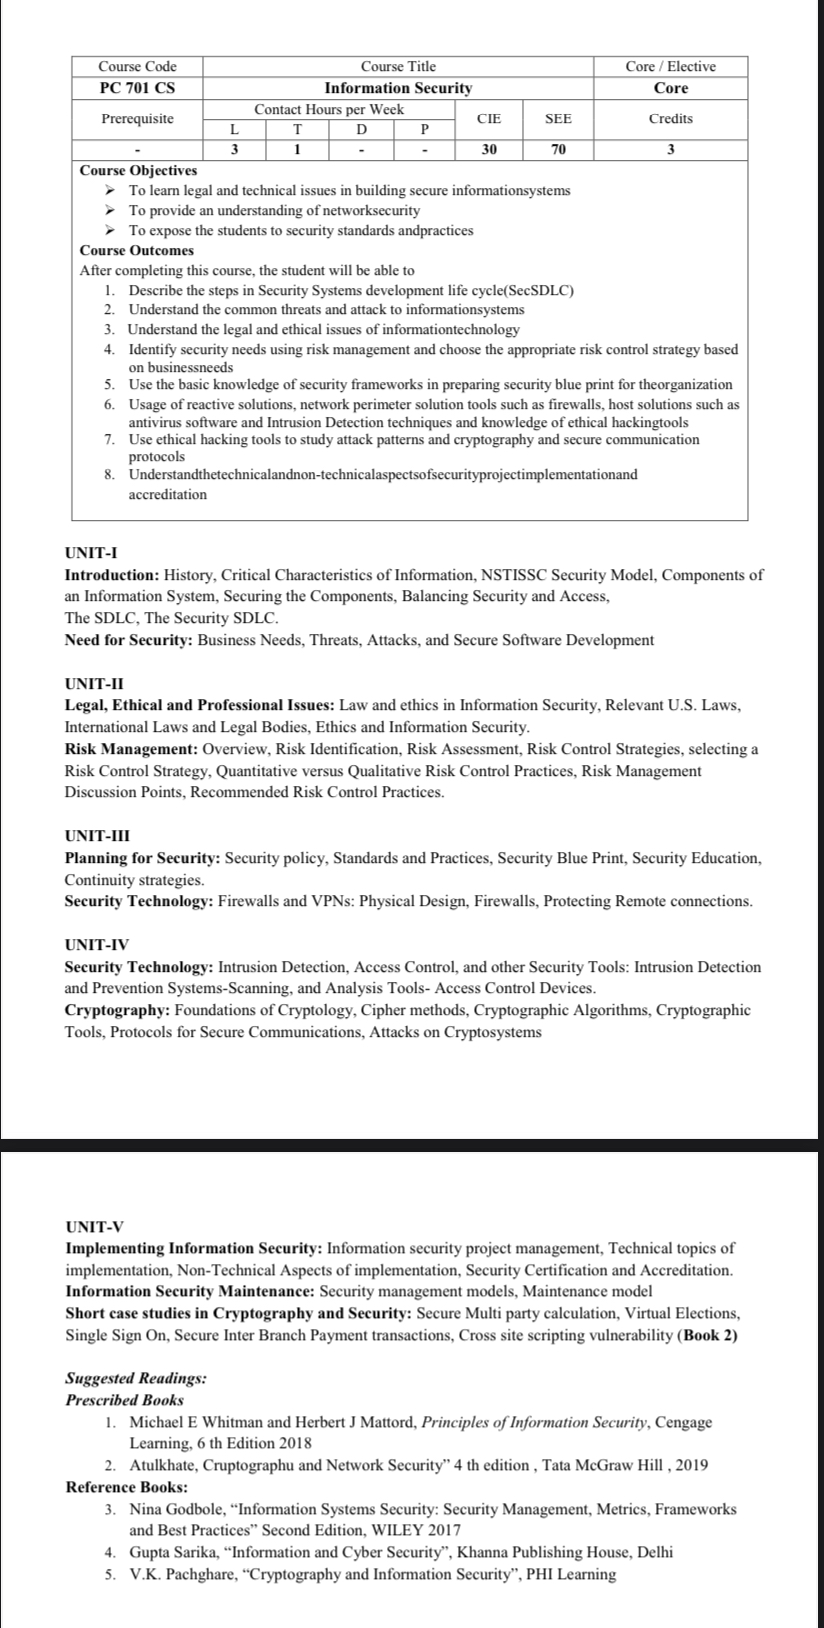 Course Code Course Title Core / Elective
PC 701 CS Information Security Core
Prerequisite Contact Hours per Week CIE SEE Credits
L T D P
- 3 1 - - 30 70 3
Course Objectives
➢ To learn legal and technical issues in building secure informationsystems
➢ To provide an understanding of networksecurity
➢ To expose the students to security standards andpractices
Course Outcomes
After completing this course, the student will be able to
1. Describe the steps in Security Systems development life cycle(SecSDLC)
2. Understand the common threats and attack to informationsystems
3. Understand the legal and ethical issues of informationtechnology
4. Identify security needs using risk management and choose the appropriate risk control strategy based
on businessneeds
5. Use the basic knowledge of security frameworks in preparing security blue print for theorganization
6. Usage of reactive solutions, network perimeter solution tools such as firewalls, host solutions such as
antivirus software and Intrusion Detection techniques and knowledge of ethical hackingtools
7. Use ethical hacking tools to study attack patterns and cryptography and secure communication
protocols
8. Understandthetechnicalandnon-technicalaspectsofsecurityprojectimplementationand
accreditation
UNIT-I
Introduction: History, Critical Characteristics of Information, NSTISSC Security Model, Components of
an Information System, Securing the Components, Balancing Security and Access,
The SDLC, The Security SDLC.
Need for Security: Business Needs, Threats, Attacks, and Secure Software Development
UNIT-II
Legal, Ethical and Professional Issues: Law and ethics in Information Security, Relevant U.S. Laws,
International Laws and Legal Bodies, Ethics and Information Security.
Risk Management: Overview, Risk Identification, Risk Assessment, Risk Control Strategies, selecting a
Risk Control Strategy, Quantitative versus Qualitative Risk Control Practices, Risk Management
Discussion Points, Recommended Risk Control Practices.
UNIT-III
Planning for Security: Security policy, Standards and Practices, Security Blue Print, Security Education,
Continuity strategies.
Security Technology: Firewalls and VPNs: Physical Design, Firewalls, Protecting Remote connections.
UNIT-IV
Security Technology: Intrusion Detection, Access Control, and other Security Tools: Intrusion Detection
and Prevention Systems-Scanning, and Analysis Tools- Access Control Devices.
Cryptography: Foundations of Cryptology, Cipher methods, Cryptographic Algorithms, Cryptographic
Tools, Protocols for Secure Communications, Attacks on Cryptosystems
UNIT-V
Implementing Information Security: Information security project management, Technical topics of
implementation, Non-Technical Aspects of implementation, Security Certification and Accreditation.
Information Security Maintenance: Security management models, Maintenance model
Short case studies in Cryptography and Security: Secure Multi party calculation, Virtual Elections,
Single Sign On, Secure Inter Branch Payment transactions, Cross site scripting vulnerability (Book 2)
Suggested Readings:
Prescribed Books
1. Michael E Whitman and Herbert J Mattord, Principles of Information Security, Cengage
Learning, 6 th Edition 2018
2. Atulkhate, Cruptographu and Network Security” 4 th edition , Tata McGraw Hill , 2019
Reference Books:
3. Nina Godbole, “Information Systems Security: Security Management, Metrics, Frameworks
and Best Practices” Second Edition, WILEY 2017
4. Gupta Sarika, “Information and Cyber Security”, Khanna Publishing House, Delhi
5. V.K. Pachghare, “Cryptography and Information Security”, PHI Learning